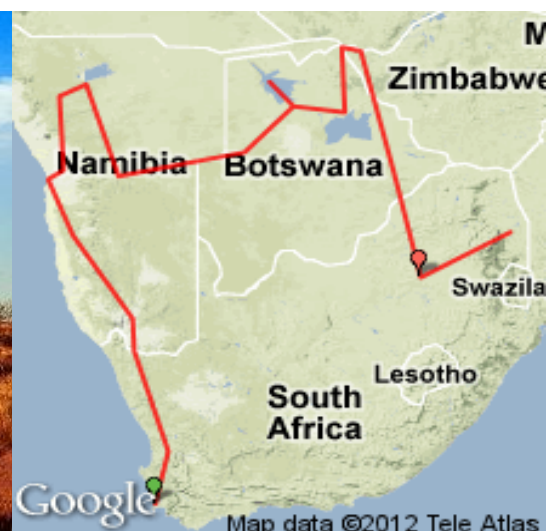 M
Zimbabwe
Namibia
Botswana
Swazila
Lesotho
South
Africa
Google
Map data ©2012 Tele Atlas